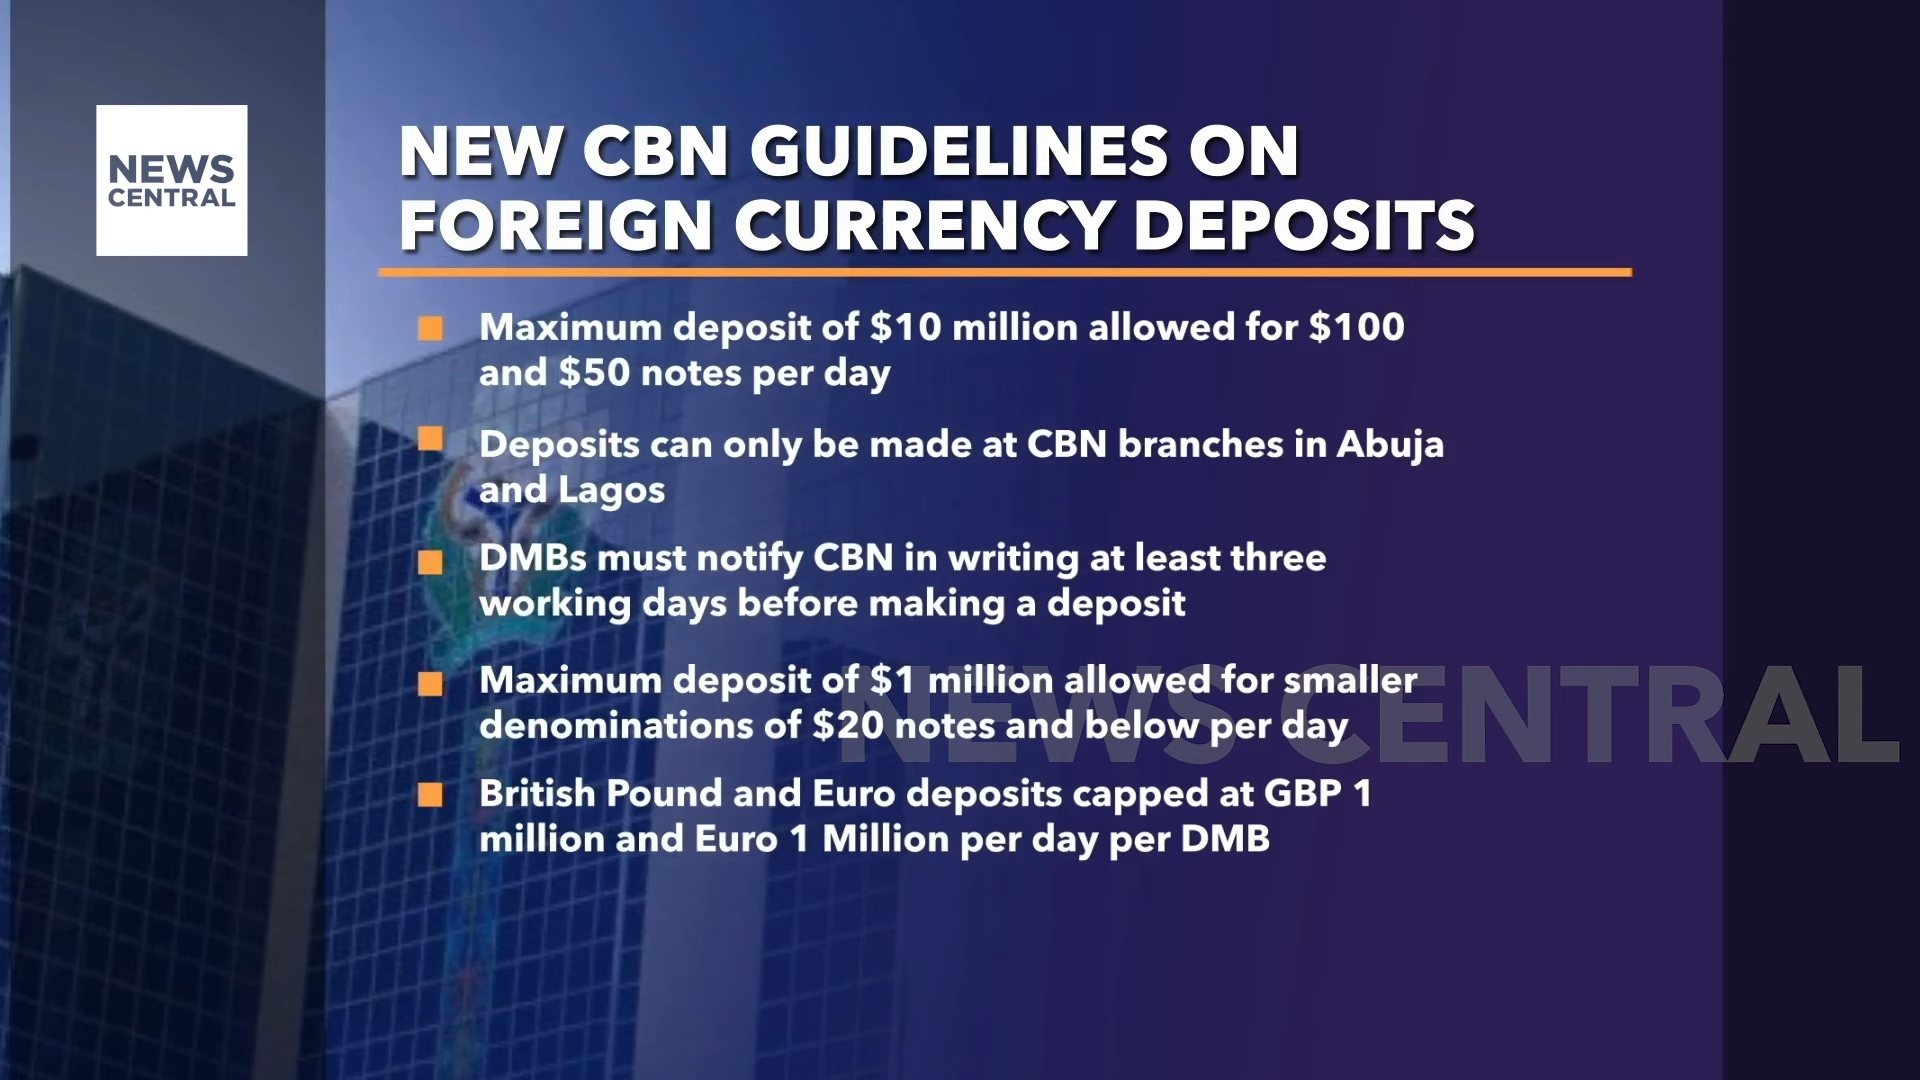 NEWS
CENTRAL
NEW CBN GUIDELINES ON
FOREIGN CURRENCY DEPOSITS
Maximum deposit of $10 million allowed for $100
and $50 notes per day
Deposits can only be made at CBN branches in Abuja
and Lagos
DMBs must notify CBN in writing at least three
working days before making a deposit
Maximum deposit of $1 million allowed for smaller
denominations of $20 notes and below per day
NEWS CENTRAL
British Pound and Euro deposits capped at GBP 1
million and Euro 1 Million per day per DMB